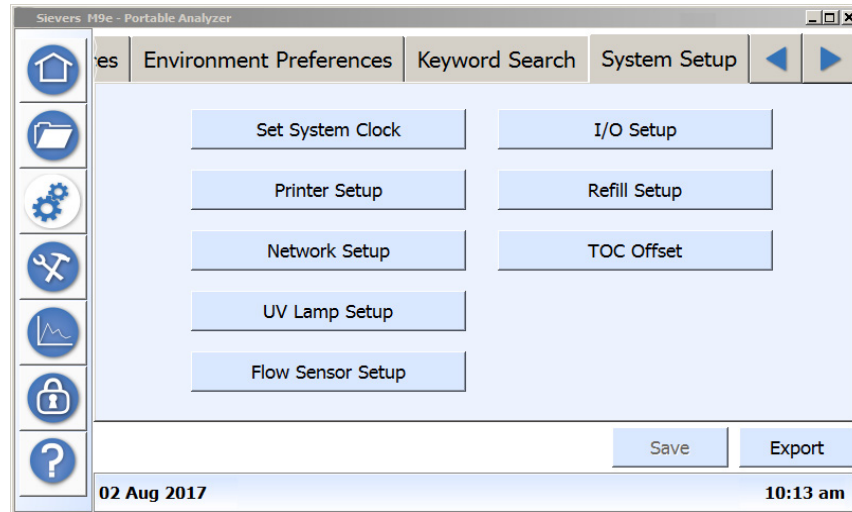 Sievers M9e - Portable Analyzer
es Environment Preferences Keyword Search System Setup
Set System Clock I/O Setup
Printer Setup Refill Setup
Network Setup TOC Offset
UV Lamp Setup
Flow Sensor Setup
?
Save Export
02 Aug 2017 10:13 am